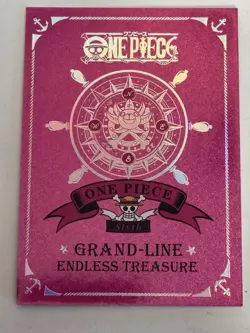 ワンピース
ONE PIECE
N
E
S
ONE PIECE
Sixth
GRAND-LINE
ENDLESS TREASURE